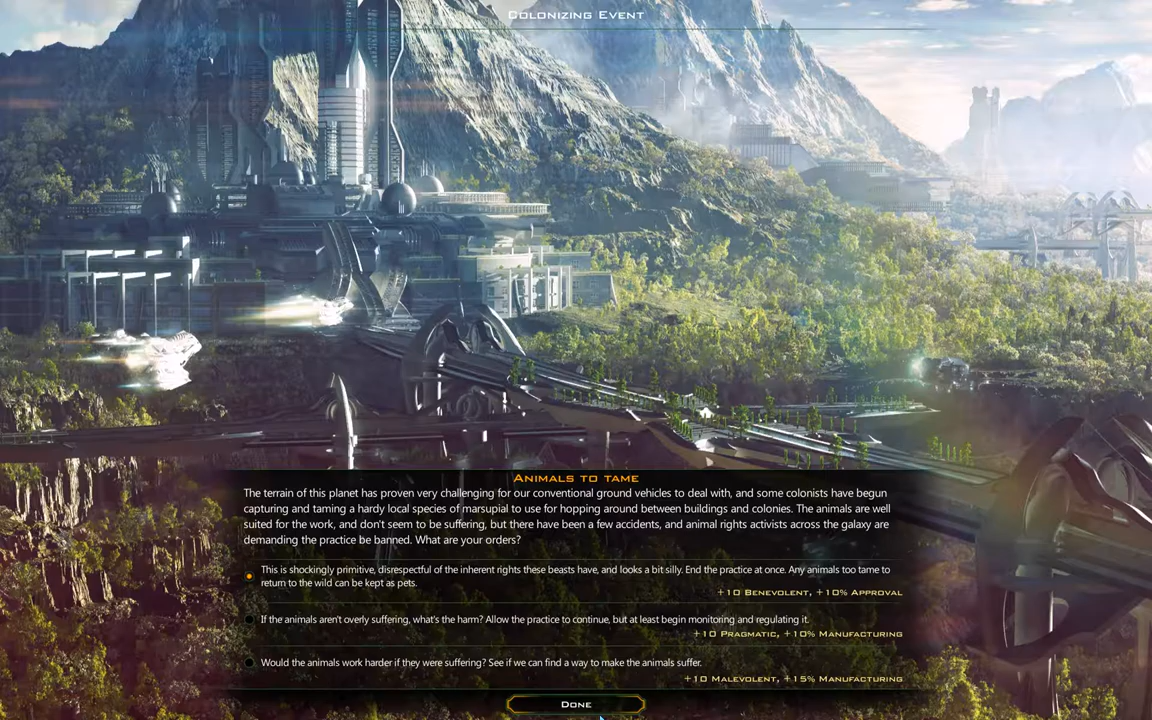 Colonizing Event
Animals to tame
The terrain of this planet has proven very challenging for our conventional ground vehicles to deal with, and some colonists have begun
capturing and taming a hardy local species of marsupial to use for hopping around between buildings and colonies. The animals are well
suited for the work, and don't seem to be suffering, but there have been a few accidents, and animal rights activists across the galaxy are
demanding the practice be banned. What are your orders?
This is shockingly primitive, disrespectful of the inherent rights these beasts have, and looks a bit silly. End the practice at once. Any animals too tame to
return to the wild can be kept as pets.
+10 Benevolent, +10% Approval
If the animals aren't overly suffering, what's the harm? Allow the practice to continue, but at least begin monitoring and regulating it.
+10 Pragmatic, +10% Manufacturing
Would the animals work harder if they were suffering? See if we can find a way to make the animals suffer.
+10 Malevolent, +15% Manufacturing
Done